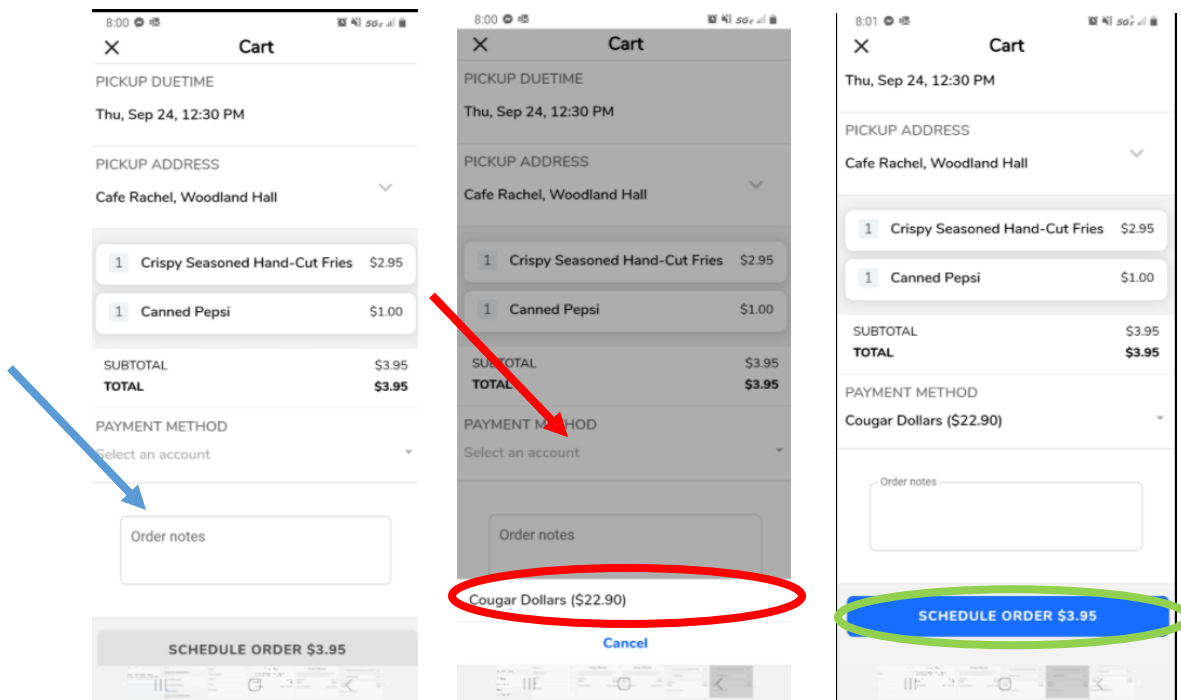 8:00
Cart
PICKUP DUETIME
Thu, Sep 24, 12:30 PM
PICKUP ADDRESS
Cafe Rachel, Woodland Hall
1 Crispy Seasoned Hand-Cut Fries $2.95
1 Canned Pepsi $1.00
SUBTOTAL $3.95
TOTAL $3.95
PAYMENT METHOD
Select an account
Order notes
SCHEDULE ORDER $3.95
8:00
Cart
PICKUP DUETIME
Thu, Sep 24, 12:30 PM
PICKUP ADDRESS
Cafe Rachel, Woodland Hall
1 Crispy Seasoned Hand-Cut Fries $2.95
1 Canned Pepsi $1.00
SUBTOTAL $3.95
TOTAL $3.95
PAYMENT METHOD
Select an account
Order notes
Cougar Dollars ($22.90)
Cancel
8:01
Cart
Thu, Sep 24, 12:30 PM
PICKUP ADDRESS
Cafe Rachel, Woodland Hall
1 Crispy Seasoned Hand-Cut Fries $2.95
1 Canned Pepsi $1.00
SUBTOTAL $3.95
TOTAL $3.95
PAYMENT METHOD
Cougar Dollars ($22.90)
Order notes
SCHEDULE ORDER $3.95